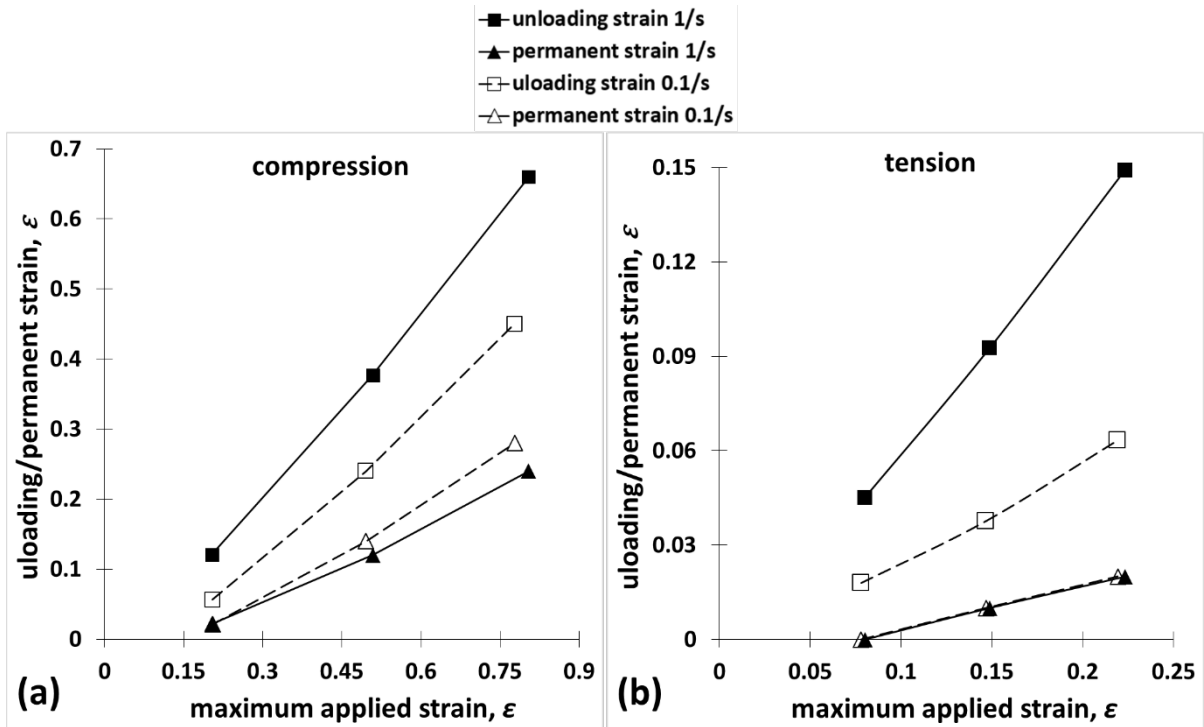 unloading strain 1/s
permanent strain 1/s
uloading strain 0.1/s
permanent strain 0.1/s
compression
uloading/permanent strain, ε
0.7
0.6
0.5
0.4
0.3
0.2
0.1
0
0 0.15 0.3 0.45 0.6 0.75 0.9
maximum applied strain, ε
(a)
tension
uloading/permanent strain, ε
0.15
0.12
0.09
0.06
0.03
0
0 0.05 0.1 0.15 0.2 0.25
maximum applied strain, ε
(b)